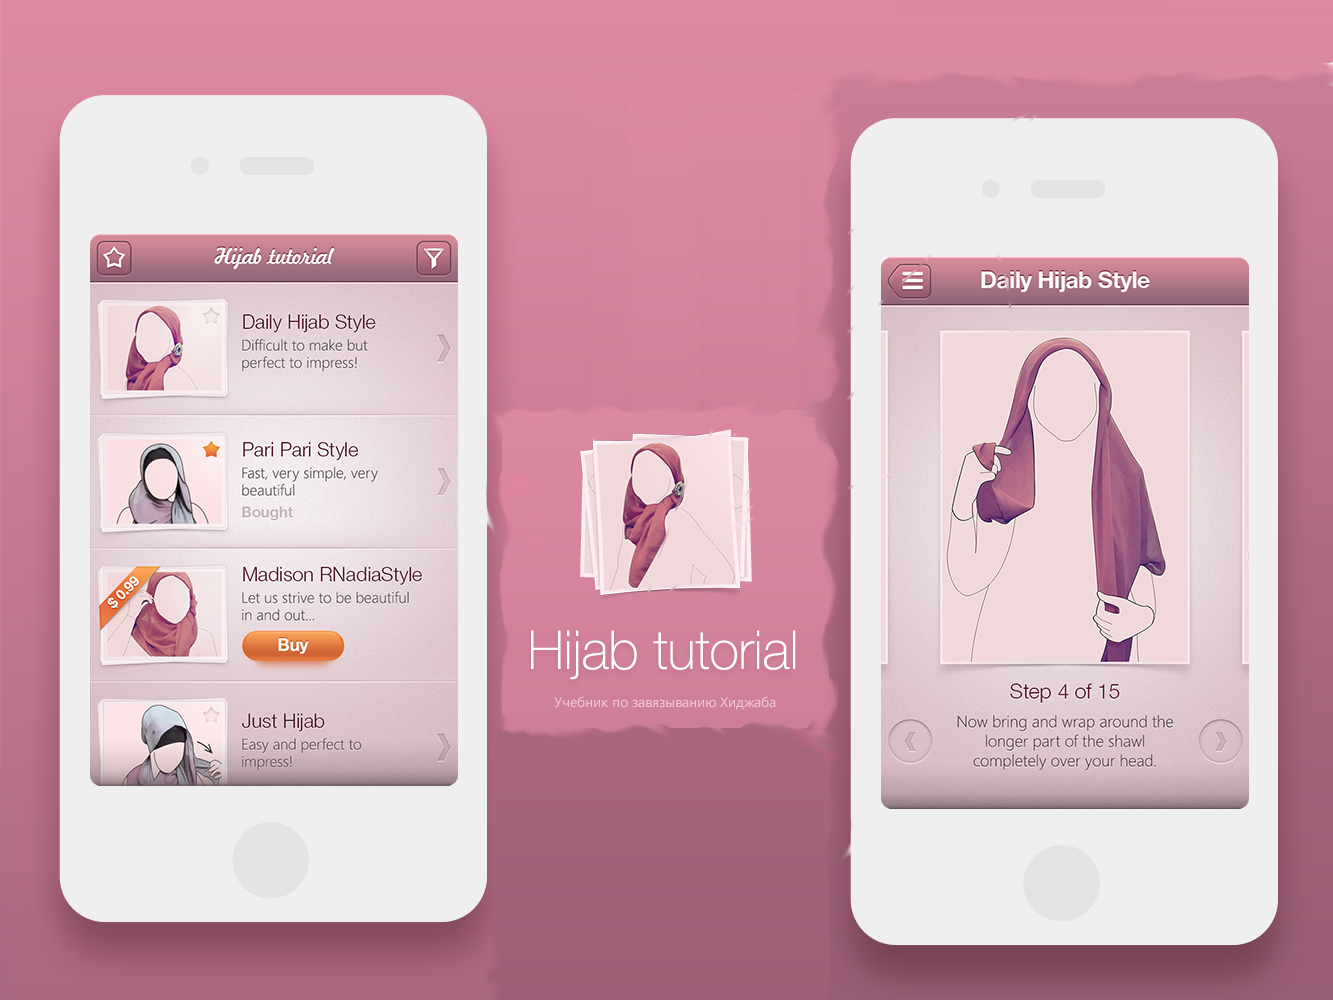 Hijab tutorial
Daily Hijab Style
Difficult to make but
perfect to impress!
Pari Pari Style
Fast, very simple, very
beautiful
Bought
$ 0.99
Madison RNadiaStyle
Let us strive to be beautiful
in and out...
Buy
Just Hijab
Easy and perfect to
impress!
Hijab tutorial
Учебник по завязыванию Хиджаба
Daily Hijab Style
Step 4 of 15
Now bring and wrap around the
longer part of the shawl
completely over your head.